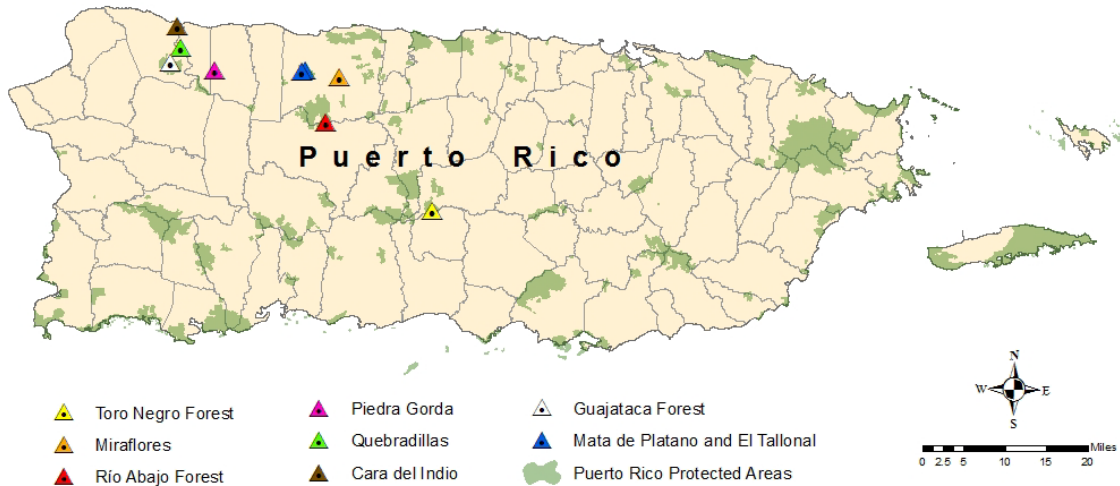 Puerto Rico
N
W E
S
Toro Negro Forest
Piedra Gorda
Guajataca Forest
Miraflores
Quebradillas
Mata de Platano and El Tallonal
Río Abajo Forest
Cara del Indio
Puerto Rico Protected Areas
Miles
0 2.5 5 10 15 20